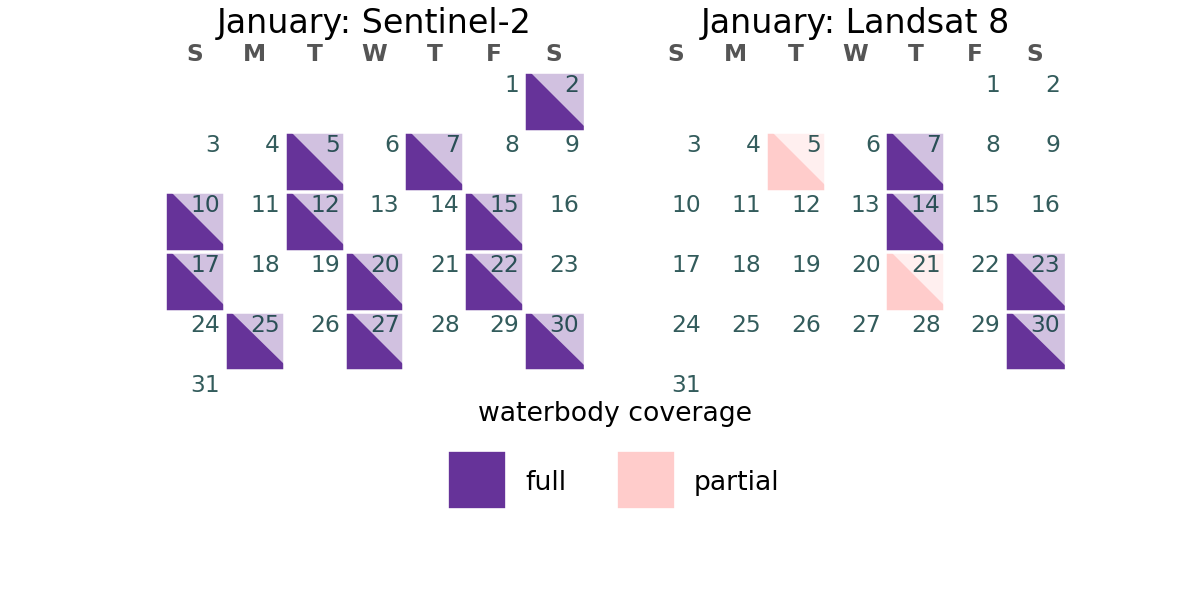 January: Sentinel-2
S M T W T F S
1 2
3 4 5 6 7 8 9
10 11 12 13 14 15 16
17 18 19 20 21 22 23
24 25 26 27 28 29 30
31
January: Landsat 8
S M T W T F S
1 2
3 4 5 6 7 8 9
10 11 12 13 14 15 16
17 18 19 20 21 22 23
24 25 26 27 28 29 30
31
waterbody coverage
full partial